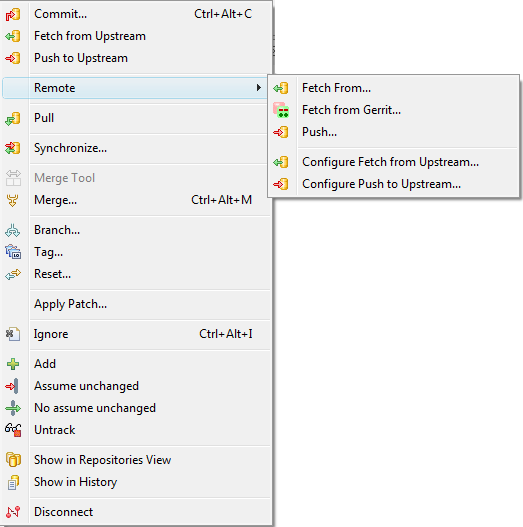 Commit... Ctrl+Alt+C
Fetch from Upstream
Push to Upstream
Remote
Fetch From...
Fetch from Gerrit...
Push...
Configure Fetch from Upstream...
Configure Push to Upstream...
Pull
Synchronize...
Merge Tool
Merge... Ctrl+Alt+M
Branch...
Tag...
Reset...
Apply Patch...
Ignore Ctrl+Alt+I
Add
Assume unchanged
No assume unchanged
Untrack
Show in Repositories View
Show in History
Disconnect